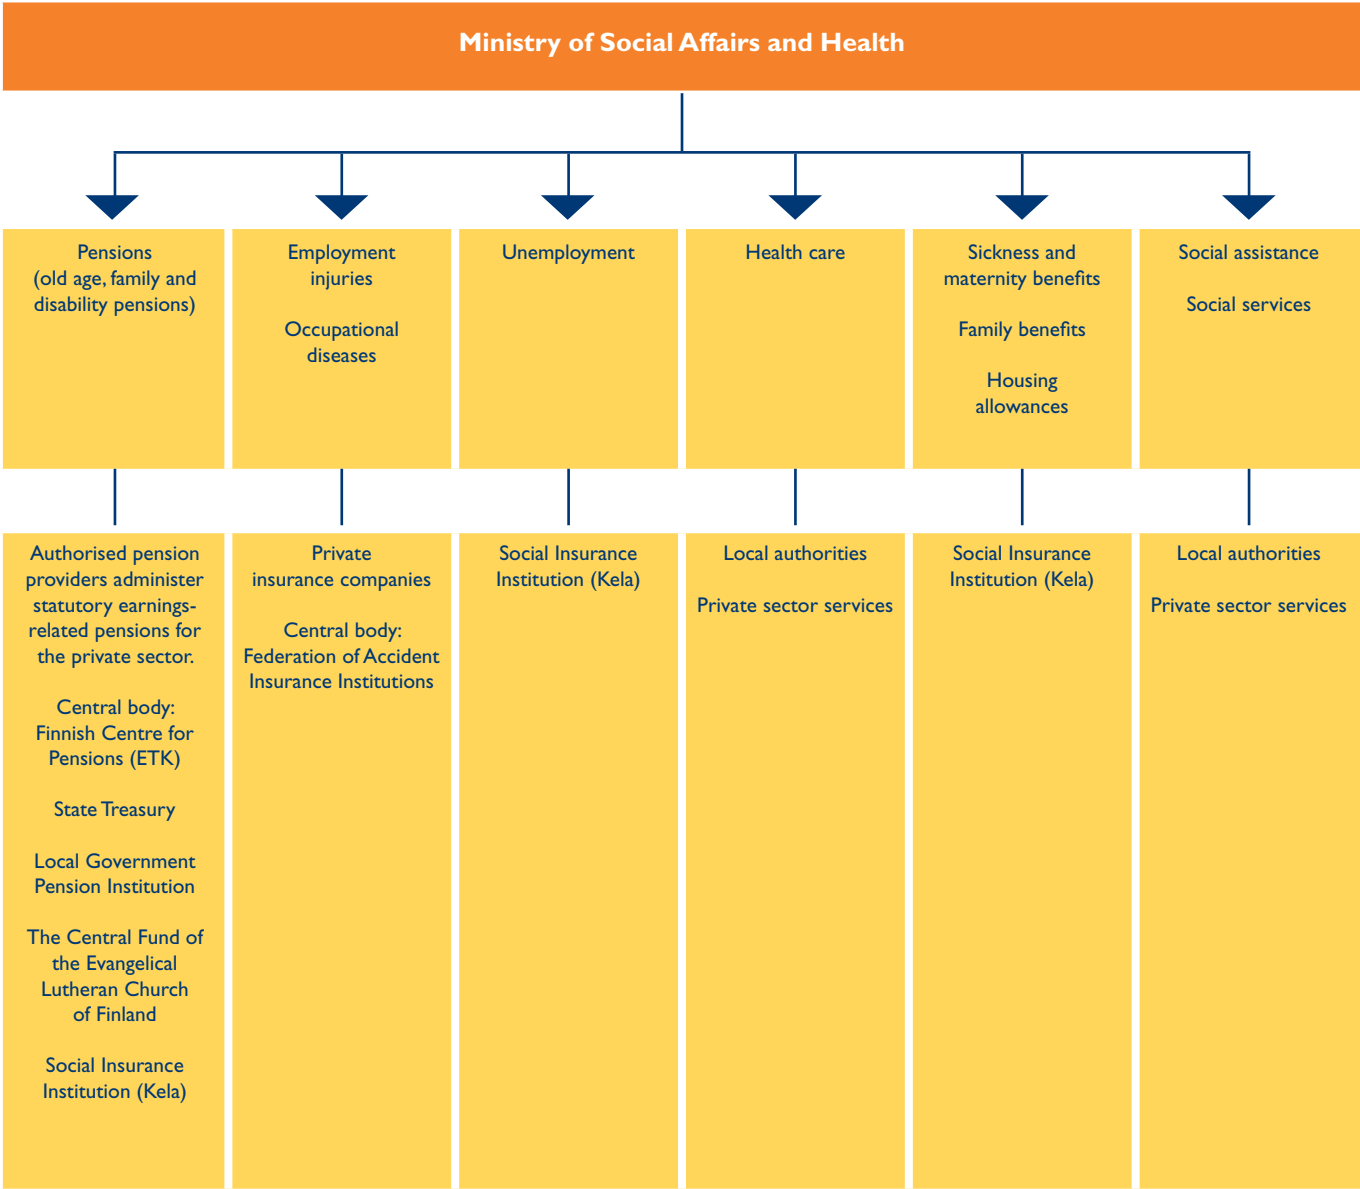 Ministry of Social Affairs and Health
Pensions
(old age, family and
disability pensions)
Employment
injuries
Occupational
diseases
Unemployment
Health care
Sickness and
maternity benefits
Family benefits
Housing
allowances
Social assistance
Social services
Authorised pension
providers administer
statutory earnings-
related pensions for
the private sector.
Central body:
Finnish Centre for
Pensions (ETK)
State Treasury
Local Government
Pension Institution
The Central Fund of
the Evangelical
Lutheran Church
of Finland
Social Insurance
Institution (Kela)
Private
insurance companies
Central body:
Federation of Accident
Insurance Institutions
Social Insurance
Institution (Kela)
Local authorities
Private sector services
Social Insurance
Institution (Kela)
Local authorities
Private sector services